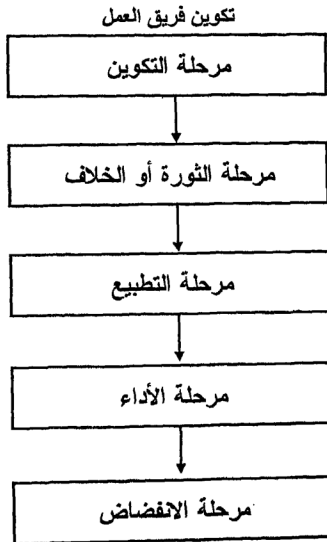 تكوين فريق العمل
مرحلة التكوين
مرحلة الثورة أو الخلاف
مرحلة التطبيع
مرحلة الأداء
مرحلة الانفضاض